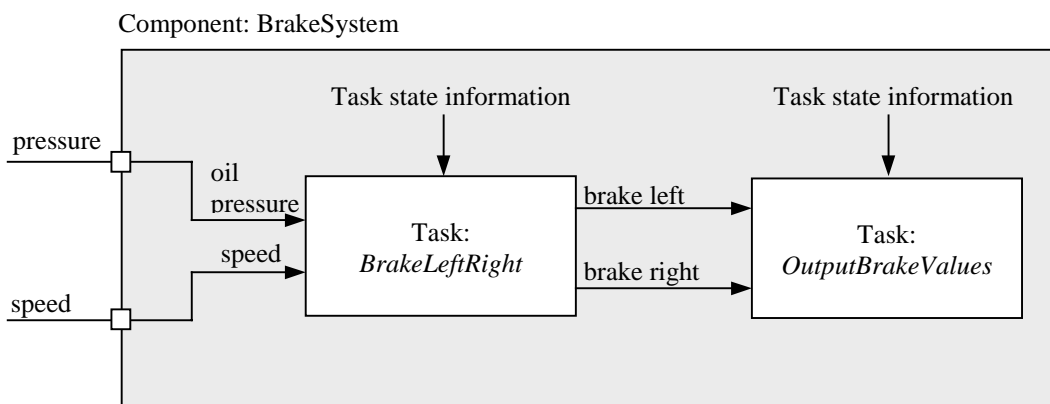 Component: BrakeSystem
Task state information
Task state information
pressure
oil
pressure
brake left
Task:
BrakeLeftRight
Task:
OutputBrakeValues
speed
brake right
speed